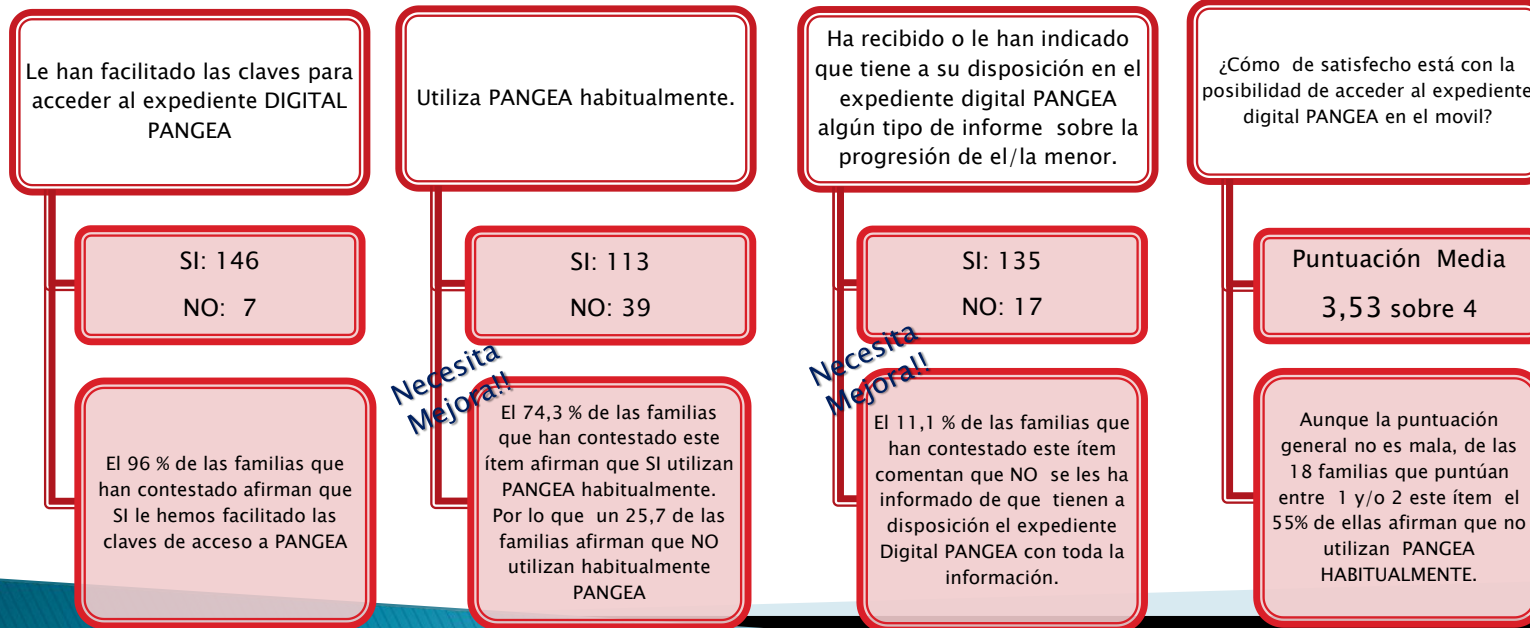 Le han facilitado las claves para
acceder al expediente DIGITAL
PANGEA
SI: 146
NO: 7
El 96 % de las familias que
han contestado afirman que
SI le hemos facilitado las
claves de acceso a PANGEA
Utiliza PANGEA habitualmente.
SI: 113
NO: 39
Necesita
Mejora!!
El 74,3 % de las familias
que han contestado este
ítem afirman que SI utilizan
PANGEA habitualmente.
Por lo que un 25,7 de las
familias afirman que NO
utilizan habitualmente
PANGEA
Ha recibido o le han indicado
que tiene a su disposición en el
expediente digital PANGEA
algún tipo de informe sobre la
progresión de el/la menor.
SI: 135
NO: 17
Necesita
Mejora!!
El 11,1 % de las familias que
han contestado este ítem
comentan que NO se les ha
informado de que tienen a
disposición el expediente
Digital PANGEA con toda la
información.
¿Cómo de satisfecho está con la
posibilidad de acceder al expediente
digital PANGEA en el movil?
Puntuación Media
3,53 sobre 4
Aunque la puntuación
general no es mala, de las
18 familias que puntúan
entre 1 y/o 2 este ítem el
55% de ellas afirman que no
utilizan PANGEA
HABITUALMENTE.